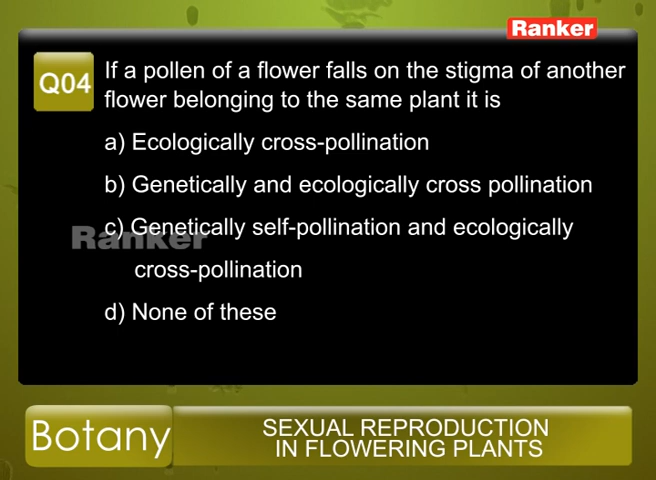 Ranker
Q04
If a pollen of a flower falls on the stigma of another
flower belonging to the same plant it is
a) Ecologically cross-pollination
b) Genetically and ecologically cross pollination
c) Genetically self-pollination and ecologically
cross-pollination
d) None of these
Ranker
Botany
SEXUAL REPRODUCTION
IN FLOWERING PLANTS